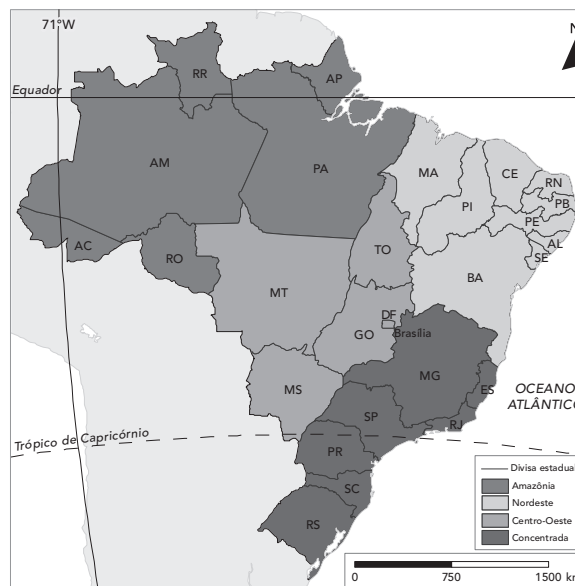 71°W
N
RR
AP
Equador
AM
PA
MA
CE
RN
PB
PI
PE
AL
SE
AC
RO
TO
BA
MT
DF
Brasília
GO
MG
ES
MS
OCEANO
ATLÂNTICO
SP
RJ
Trópico de Capricórnio
PR
SC
RS
Divisa estadual
Amazônia
Nordeste
Centro-Oeste
Concentrada
0 750 1500 km